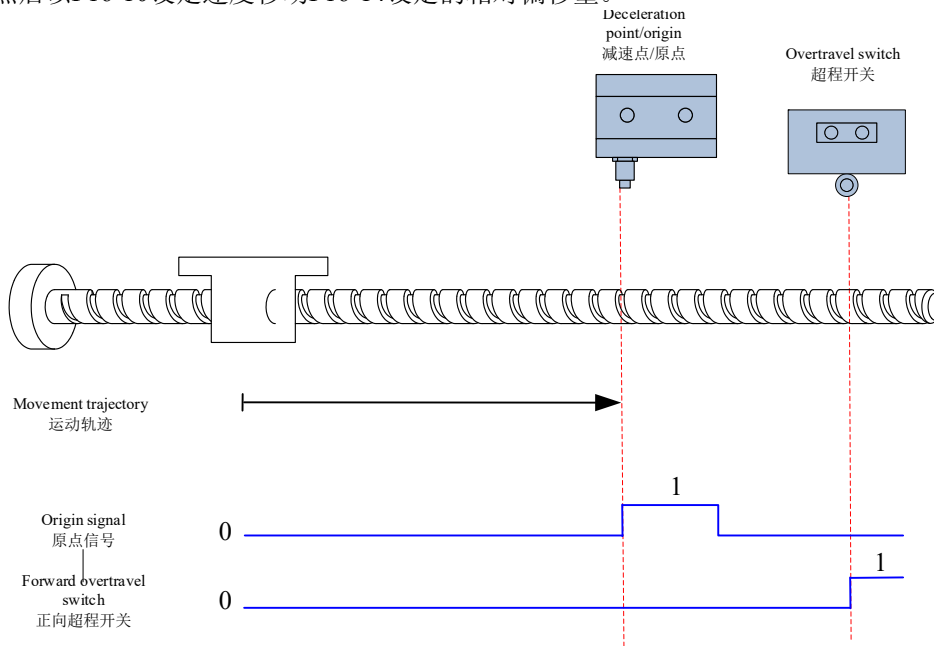 Deceleration
point/origin
减速点/原点
Overtravel switch
超程开关
Movement trajectory
运动轨迹
1
Origin signal
原点信号
0
1
Forward overtravel
switch
正向超程开关
0